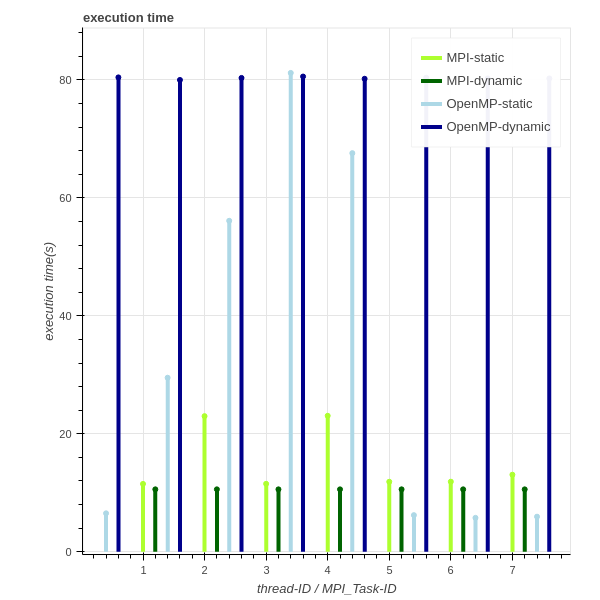 execution time
MPI-static
MPI-dynamic
OpenMP-static
OpenMP-dynamic
execution time(s)
80
60
40
20
0
1 2 3 4 5 6 7
thread-ID / MPI_Task-ID